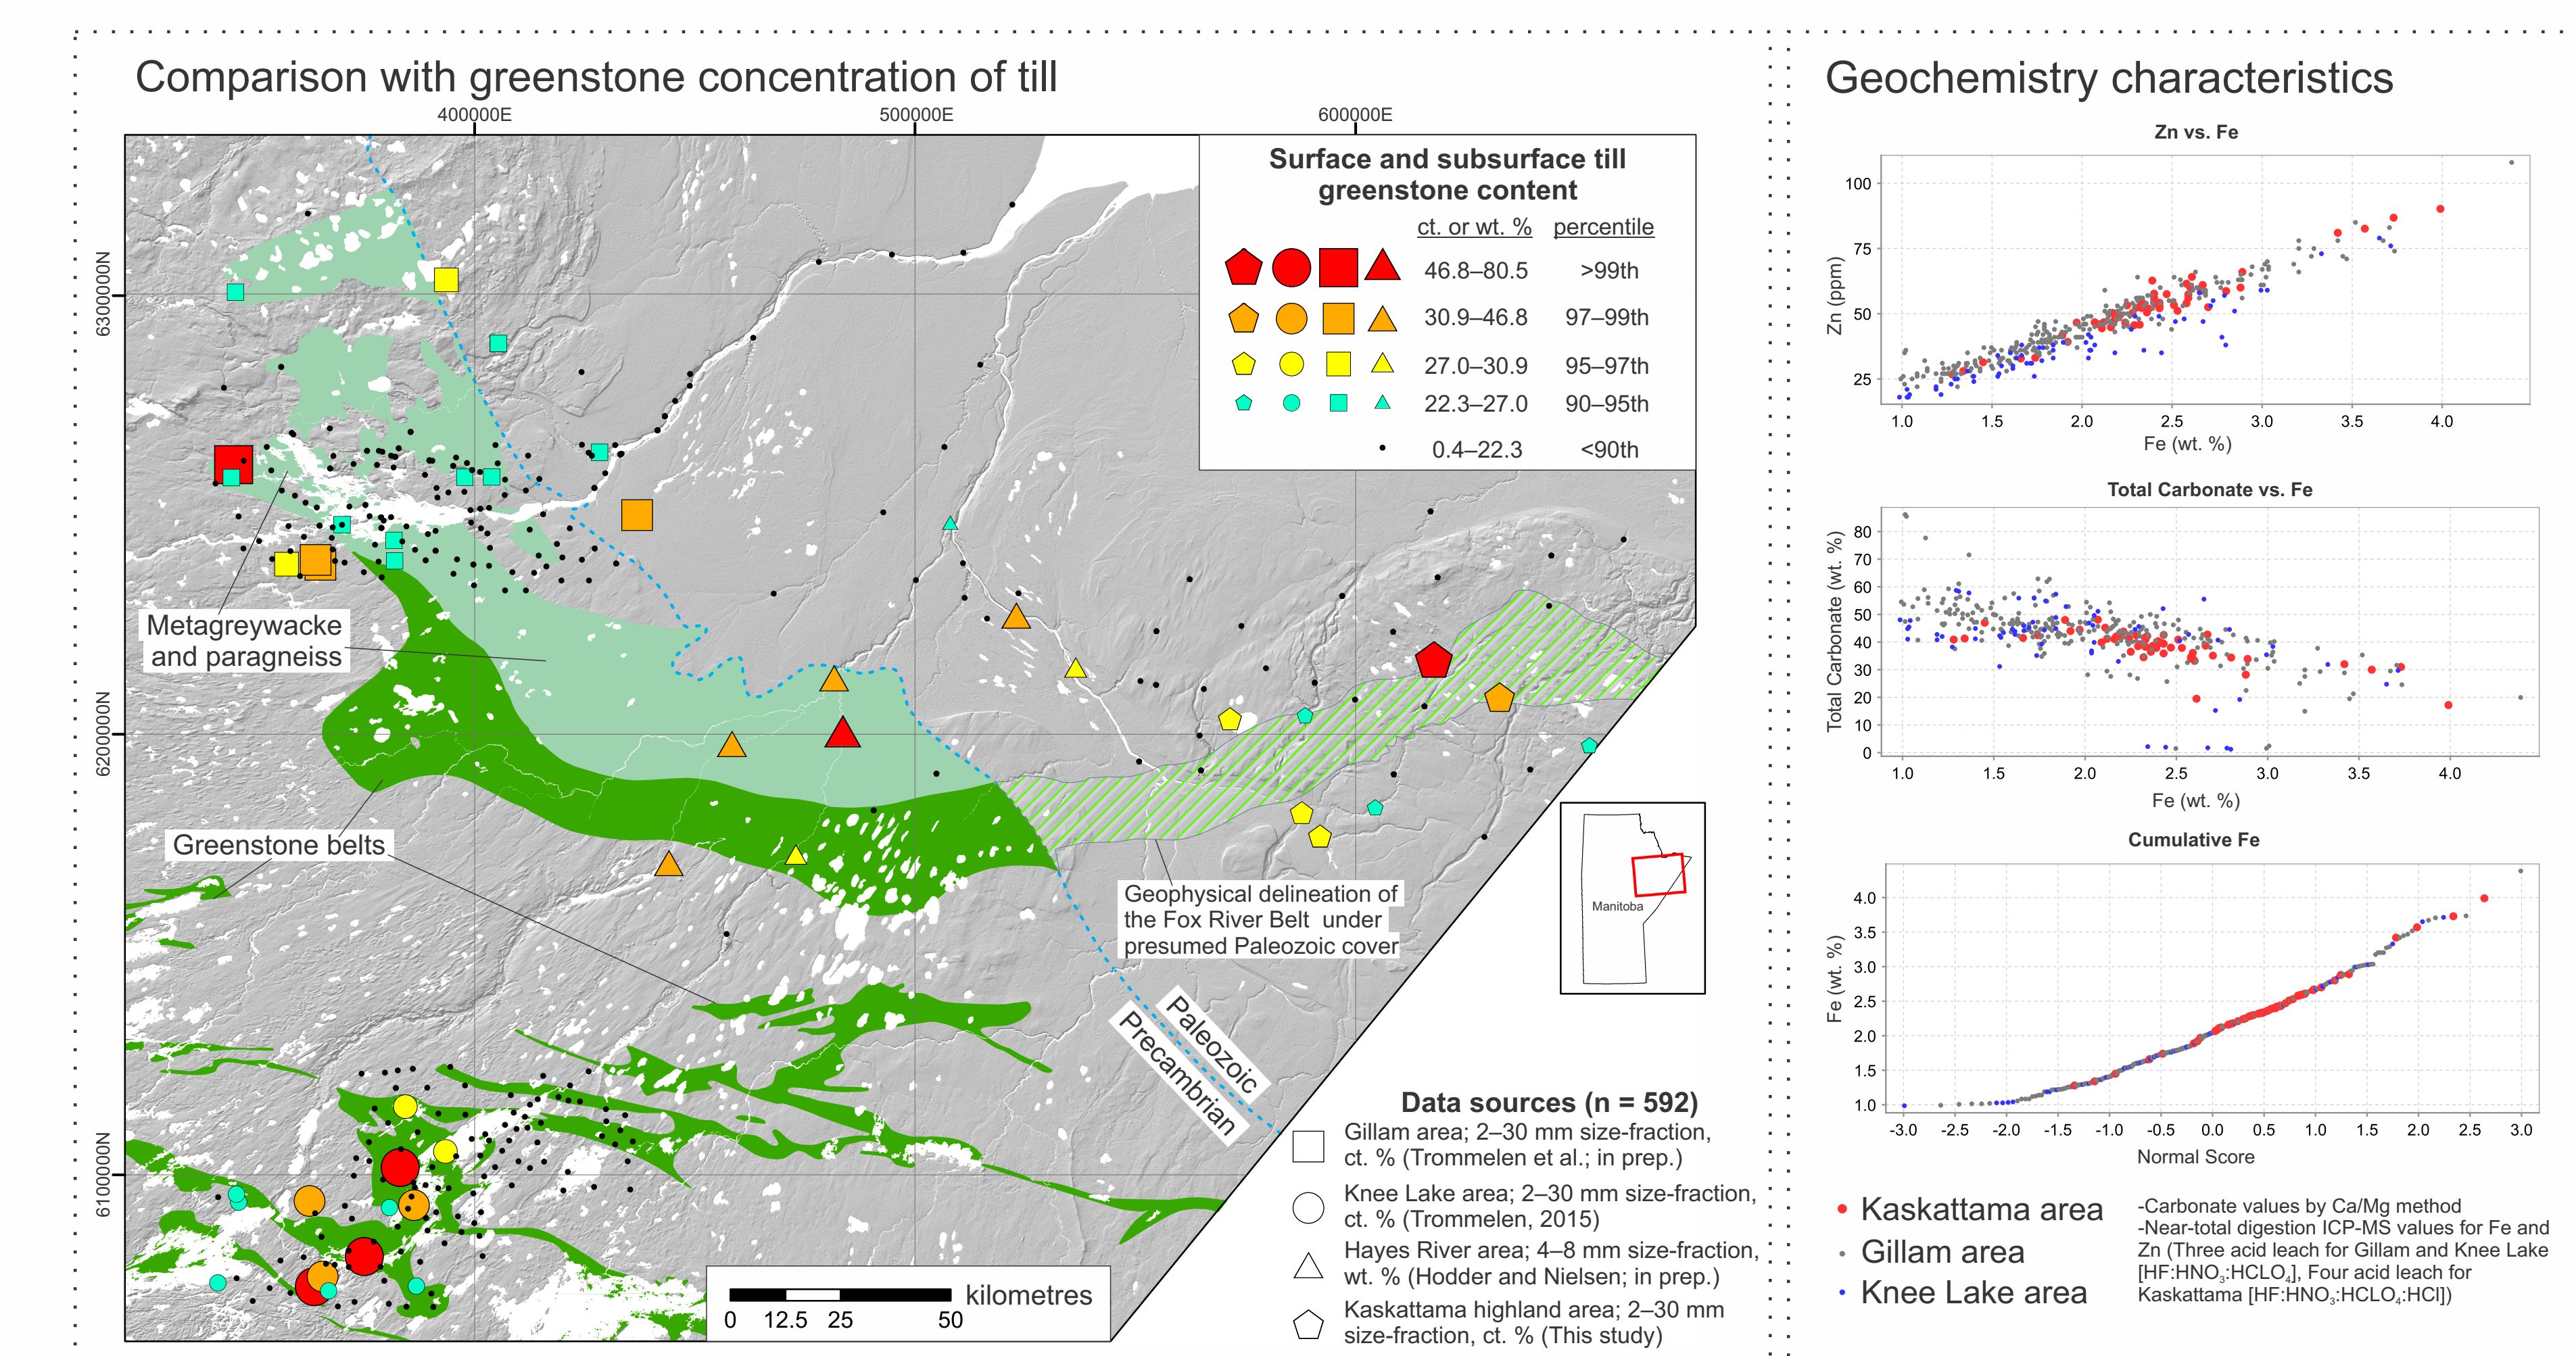 Comparison with greenstone concentration of till
400000E
500000E
600000E
6300000N
6200000N
6100000N
Surface and subsurface till
greenstone content
ct. or wt. % percentile
46.8–80.5 >99th
30.9–46.8 97–99th
27.0–30.9 95–97th
22.3–27.0 90–95th
0.4–22.3 <90th
Metagreywacke
and paragneiss
Greenstone belts
Geophysical delineation of
the Fox River Belt under
presumed Paleozoic cover
Manitoba
Paleozoic
Precambrian
Data sources (n = 592)
Gillam area; 2–30 mm size-fraction,
ct. % (Trommelen et al.; in prep.)
Knee Lake area; 2–30 mm size-fraction,
ct. % (Trommelen, 2015)
Hayes River area; 4–8 mm size-fraction,
wt. % (Hodder and Nielsen; in prep.)
Kaskattama highland area; 2–30 mm
size-fraction, ct. % (This study)
kilometres
0 12.5 25 50
Geochemistry characteristics
Zn vs. Fe
Zn (ppm)
100
75
50
25
1.0 1.5 2.0 2.5 3.0 3.5 4.0
Fe (wt. %)
Total Carbonate vs. Fe
Total Carbonate (wt. %)
80
70
60
50
40
30
20
10
0
1.0 1.5 2.0 2.5 3.0 3.5 4.0
Fe (wt. %)
Cumulative Fe
Fe (wt. %)
4.0
3.5
3.0
2.5
2.0
1.5
1.0
-3.0 -2.5 -2.0 -1.5 -1.0 -0.5 0.0 0.5 1.0 1.5 2.0 2.5 3.0
Normal Score
Kaskattama area
Gillam area
Knee Lake area
-Carbonate values by Ca/Mg method
-Near-total digestion ICP-MS values for Fe and
Zn (Three acid leach for Gillam and Knee Lake
[HF:HNO₃:HCLO₄], Four acid leach for
Kaskattama [HF:HNO₃:HCLO₄:HCl])